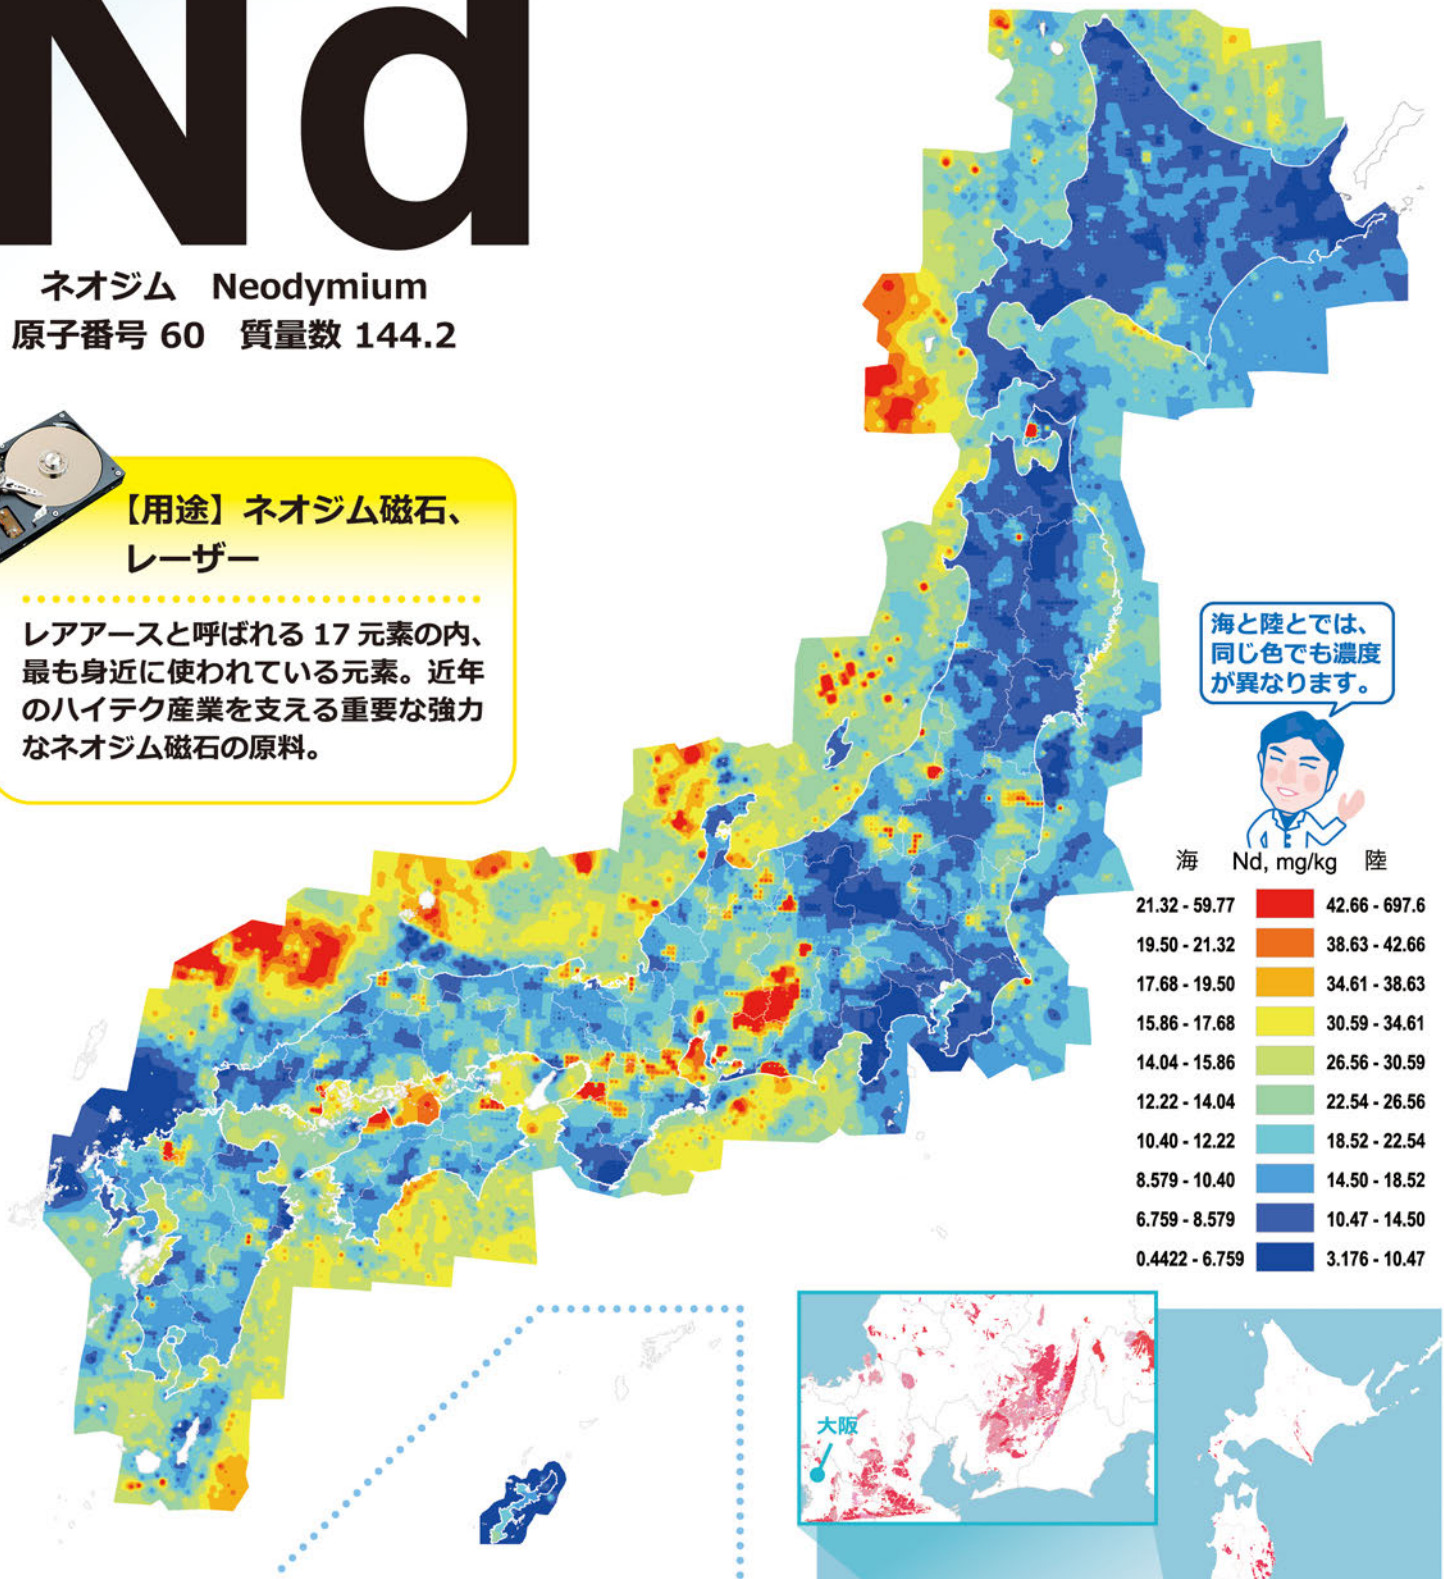 Nd
ネオジム　Neodymium
原子番号 60　質量数 144.2
【用途】ネオジム磁石、
レーザー
レアアースと呼ばれる 17 元素の内、
最も身近に使われている元素。近年
のハイテク産業を支える重要な強力
なネオジム磁石の原料。
海と陸とでは、
同じ色でも濃度
が異なります。
海　Nd, mg/kg　陸
21.32 - 59.77　42.66 - 697.6
19.50 - 21.32　38.63 - 42.66
17.68 - 19.50　34.61 - 38.63
15.86 - 17.68　30.59 - 34.61
14.04 - 15.86　26.56 - 30.59
12.22 - 14.04　22.54 - 26.56
10.40 - 12.22　18.52 - 22.54
8.579 - 10.40　14.50 - 18.52
6.759 - 8.579　10.47 - 14.50
0.4422 - 6.759　3.176 - 10.47
大阪